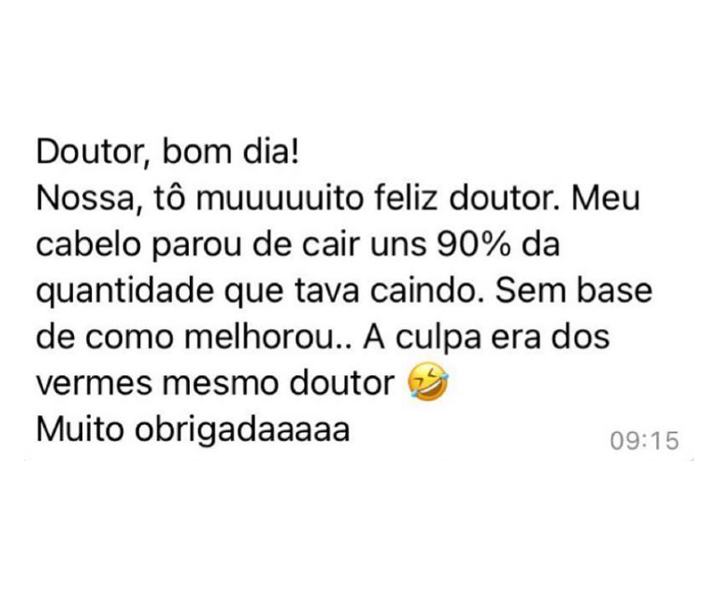 Doutor, bom dia!
Nossa, tô muuuuuito feliz doutor. Meu
cabelo parou de cair uns 90% da
quantidade que tava caindo. Sem base
de como melhorou.. A culpa era dos
vermes mesmo doutor 🤣
Muito obrigadaaaaa
09:15